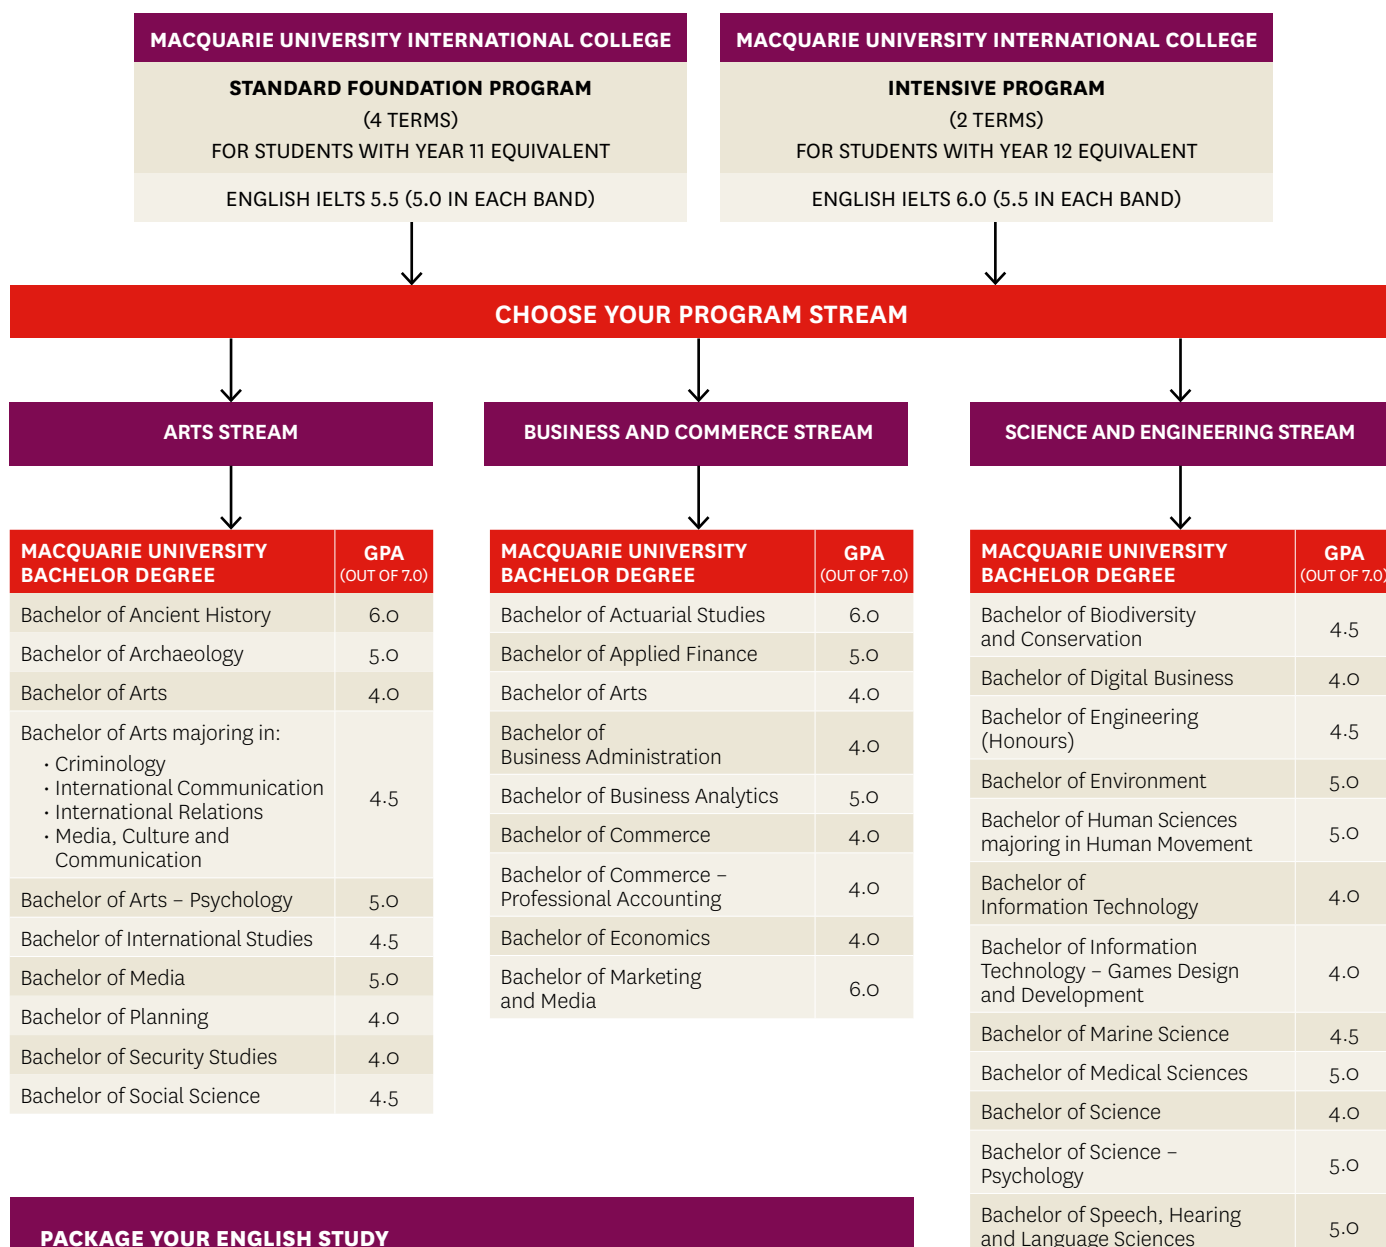 MACQUARIE UNIVERSITY INTERNATIONAL COLLEGE
STANDARD FOUNDATION PROGRAM
(4 TERMS)
FOR STUDENTS WITH YEAR 11 EQUIVALENT
ENGLISH IELTS 5.5 (5.0 IN EACH BAND)
MACQUARIE UNIVERSITY INTERNATIONAL COLLEGE
INTENSIVE PROGRAM
(2 TERMS)
FOR STUDENTS WITH YEAR 12 EQUIVALENT
ENGLISH IELTS 6.0 (5.5 IN EACH BAND)
CHOOSE YOUR PROGRAM STREAM
ARTS STREAM
MACQUARIE UNIVERSITY
BACHELOR DEGREE
GPA
(OUT OF 7.0)
Bachelor of Ancient History 6.0
Bachelor of Archaeology 5.0
Bachelor of Arts 4.0
Bachelor of Arts majoring in:
· Criminology
· International Communication
· International Relations
· Media, Culture and
Communication
4.5
Bachelor of Arts – Psychology 5.0
Bachelor of International Studies 4.5
Bachelor of Media 5.0
Bachelor of Planning 4.0
Bachelor of Security Studies 4.0
Bachelor of Social Science 4.5
BUSINESS AND COMMERCE STREAM
MACQUARIE UNIVERSITY
BACHELOR DEGREE
GPA
(OUT OF 7.0)
Bachelor of Actuarial Studies 6.0
Bachelor of Applied Finance 5.0
Bachelor of Arts 4.0
Bachelor of
Business Administration
4.0
Bachelor of Business Analytics 5.0
Bachelor of Commerce 4.0
Bachelor of Commerce –
Professional Accounting
4.0
Bachelor of Economics 4.0
Bachelor of Marketing
and Media
6.0
SCIENCE AND ENGINEERING STREAM
MACQUARIE UNIVERSITY
BACHELOR DEGREE
GPA
(OUT OF 7.0)
Bachelor of Biodiversity
and Conservation
4.5
Bachelor of Digital Business 4.0
Bachelor of Engineering
(Honours)
4.5
Bachelor of Environment 5.0
Bachelor of Human Sciences
majoring in Human Movement
5.0
Bachelor of
Information Technology
4.0
Bachelor of Information
Technology – Games Design
and Development
4.0
Bachelor of Marine Science 4.5
Bachelor of Medical Sciences 5.0
Bachelor of Science 4.0
Bachelor of Science –
Psychology
5.0
Bachelor of Speech, Hearing
and Language Sciences
5.0
PACKAGE YOUR ENGLISH STUDY